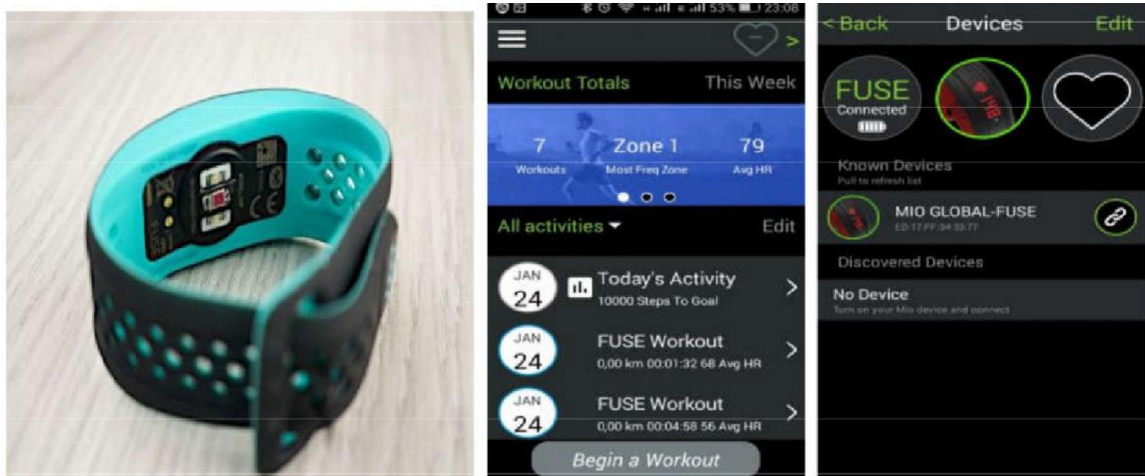 53% 23:08
Workout Totals This Week
7 Zone 1 79
Workouts Most Freq Zone Avg HR
All activities Edit
JAN
24
Today's Activity
10000 Steps To Goal
JAN
24
FUSE Workout
0,00 km 00:01:32 68 Avg HR
JAN
24
FUSE Workout
0,00 km 00:04:58 56 Avg HR
Begin a Workout
< Back Devices Edit
FUSE
Connected
Known Devices
Pull to refresh list
MIO GLOBAL-FUSE
Discovered Devices
No Device
Turn on your Mio device and connect